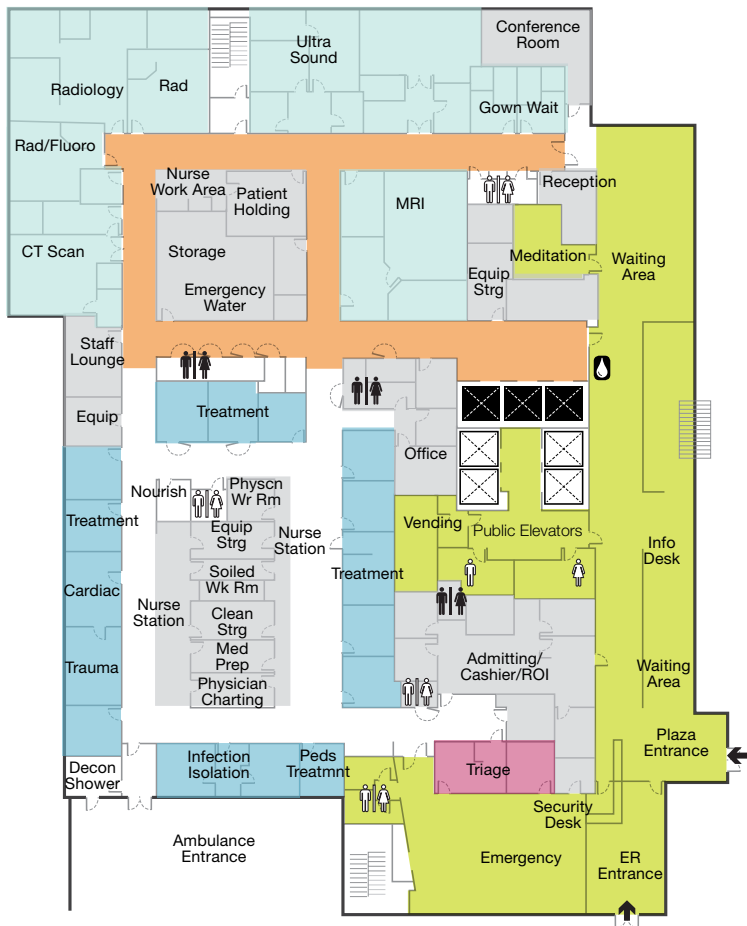 Conference
Room
Ultra
Sound
Radiology
Rad
Gown Wait
Rad/Fluoro
Nurse
Work Area
Patient
Holding
MRI
Reception
CT Scan
Storage
Meditation
Waiting
Area
Emergency
Water
Equip
Strg
Staff
Lounge
Equip
Treatment
Office
Nourish
Physcn
Wr Rm
Treatment
Equip
Strg
Nurse
Station
Vending
Public Elevators
Info
Desk
Soiled
Wk Rm
Treatment
Cardiac
Nurse
Station
Clean
Strg
Med
Prep
Trauma
Physician
Charting
Admitting/
Cashier/ROI
Waiting
Area
Plaza
Entrance
Decon
Shower
Infection
Isolation
Peds
Treatmnt
Triage
Security
Desk
Ambulance
Entrance
Emergency
ER
Entrance